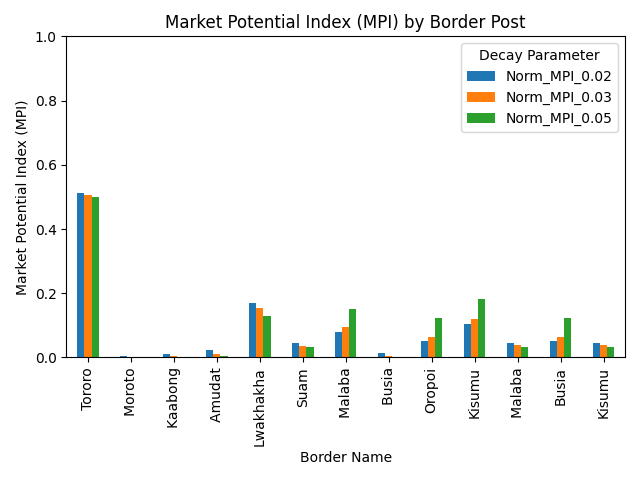 Market Potential Index (MPI) by Border Post
Market Potential Index (MPI)
1.0
0.8
0.6
0.4
0.2
0.0
Decay Parameter
Norm_MPI_0.02
Norm_MPI_0.03
Norm_MPI_0.05
Tororo
Moroto
Kaabong
Amudat
Lwakhakha
Suam
Malaba
Busia
Oropoi
Kisumu
Malaba
Busia
Kisumu
Border Name